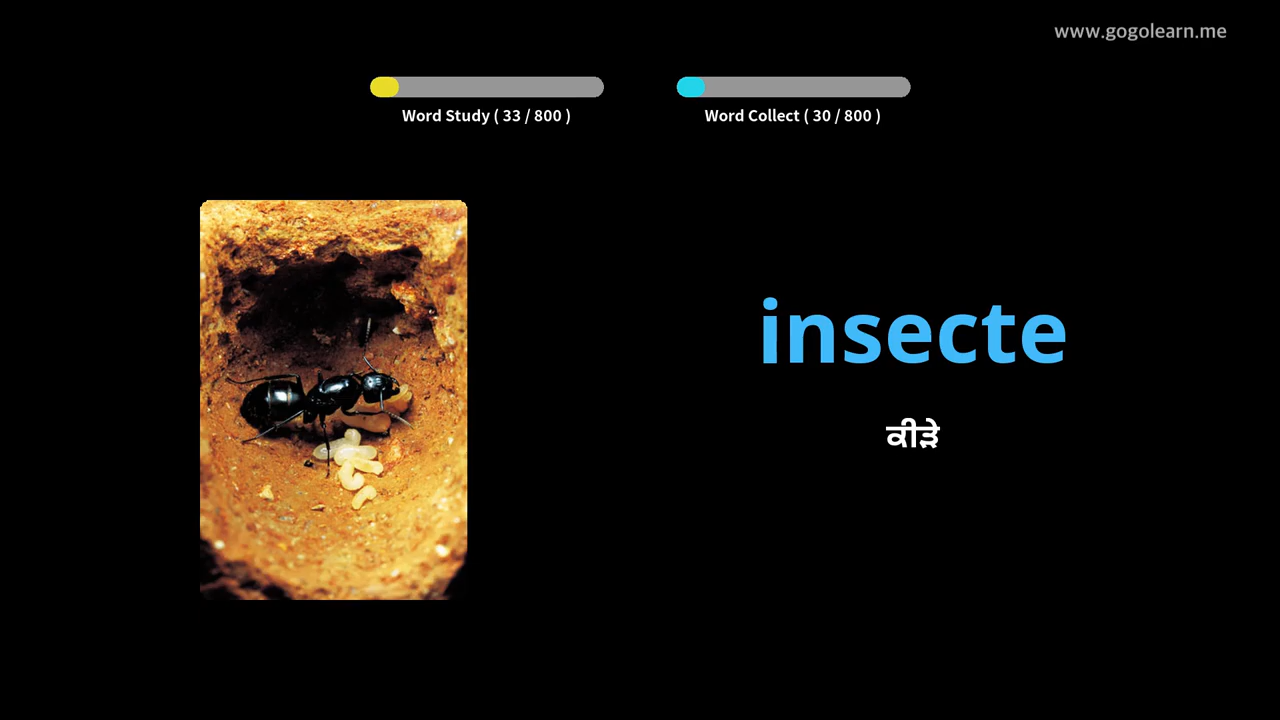 www.gogolearn.me
Word Study ( 33 / 800 )
Word Collect ( 30 / 800 )
insecte
ਕੀੜੇ